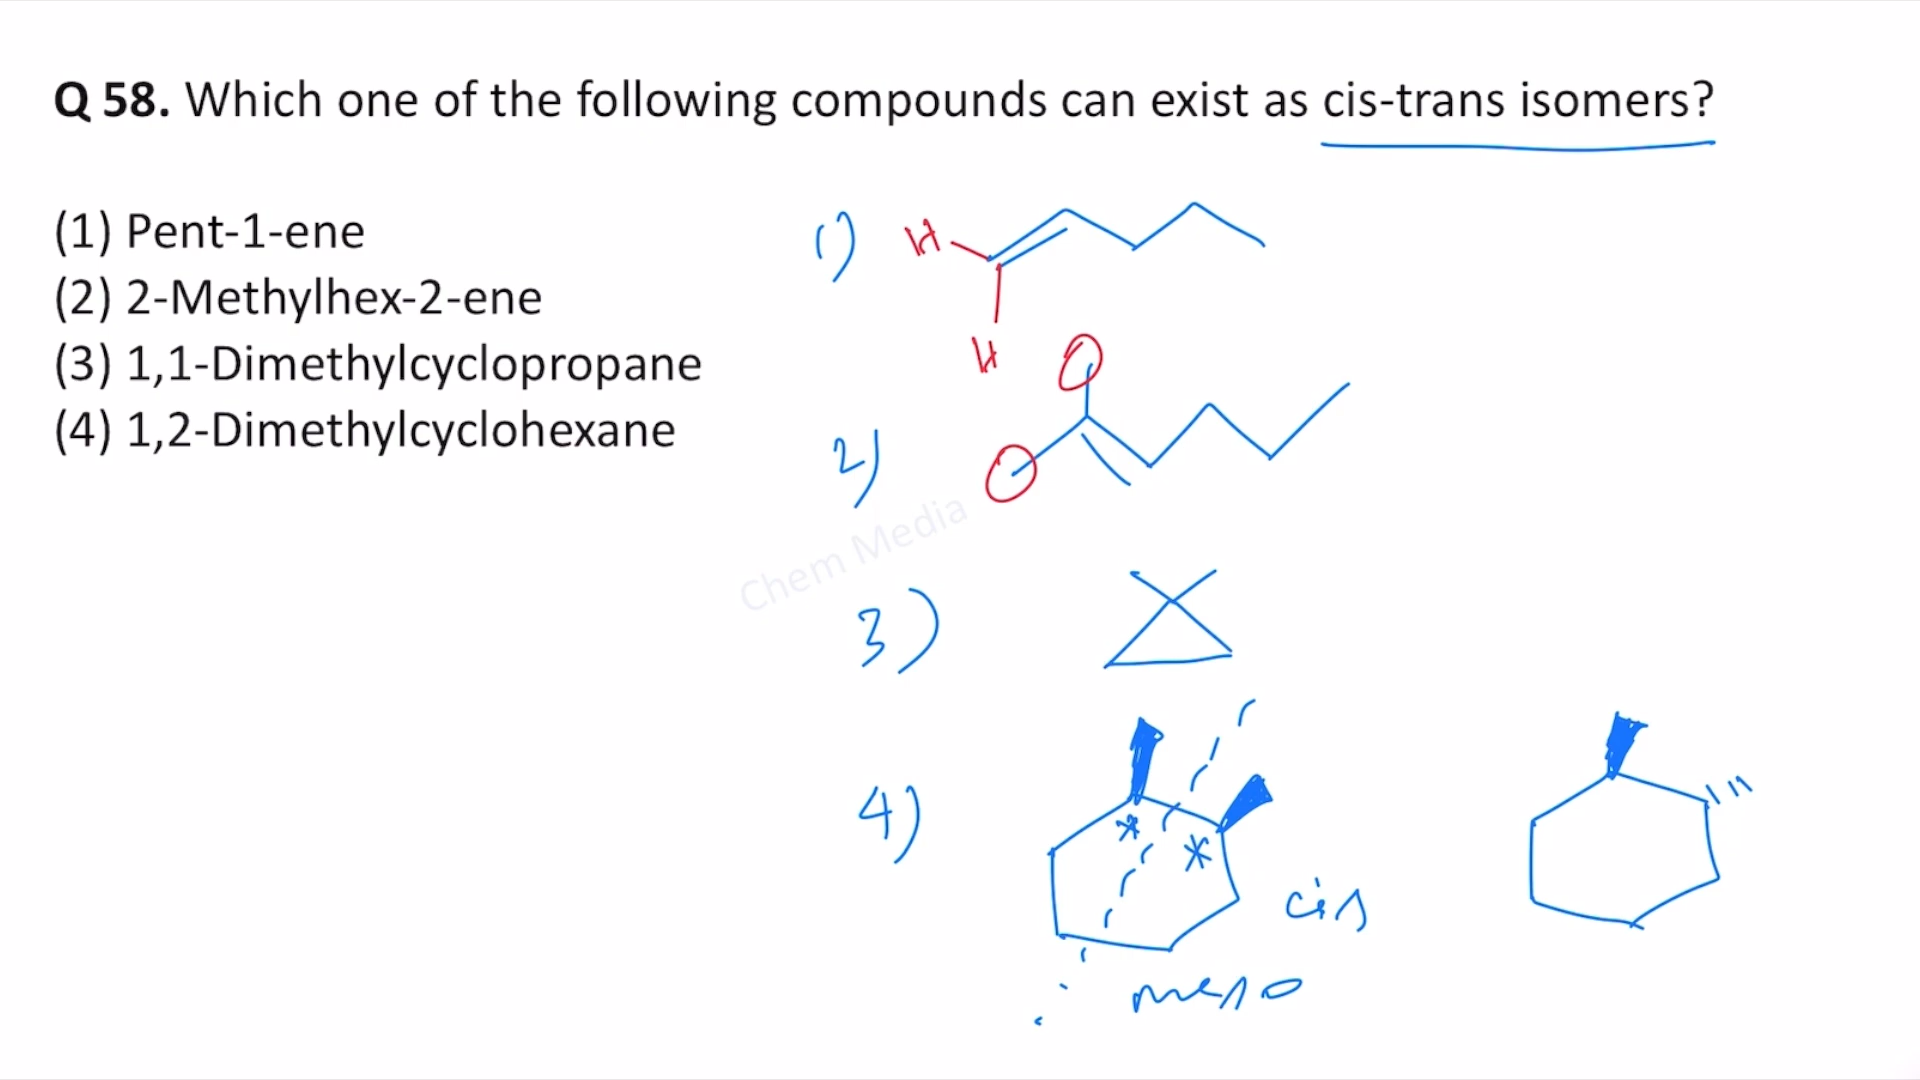 Q 58. Which one of the following compounds can exist as cis-trans isomers?
(1) Pent-1-ene
(2) 2-Methylhex-2-ene
(3) 1,1-Dimethylcyclopropane
(4) 1,2-Dimethylcyclohexane
1)
H
H
2)
Chem Media
3)
4)
* *
cis
meso